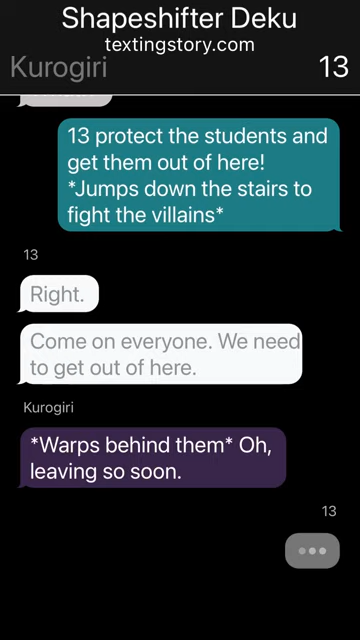 Shapeshifter Deku
textingstory.com
Kurogiri
13
13 protect the students and
get them out of here!
*Jumps down the stairs to
fight the villains*
13
Right.
Come on everyone. We need
to get out of here.
Kurogiri
*Warps behind them* Oh,
leaving so soon.
13